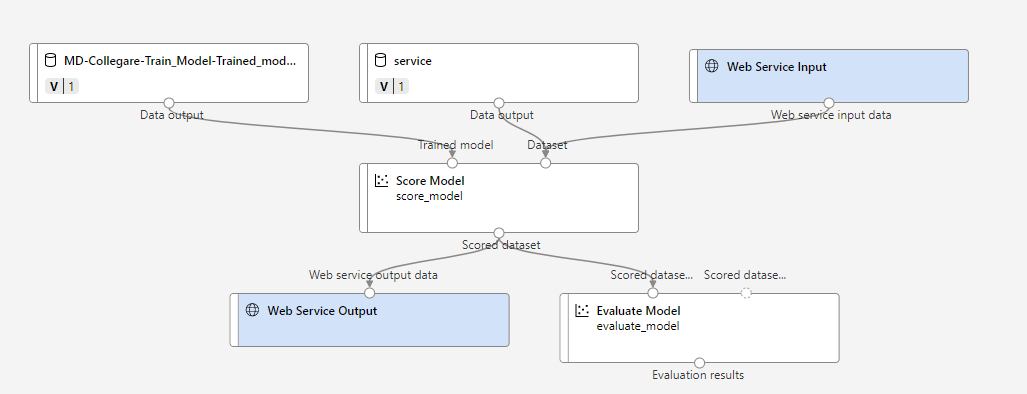 MD-Collegare-Train_Model-Trained_mod...
V 1
service
V 1
Web Service Input
Data output
Data output
Web service input data
Trained model
Dataset
Score Model
score_model
Scored dataset
Web service output data
Scored datase...
Scored datase...
Web Service Output
Evaluate Model
evaluate_model
Evaluation results